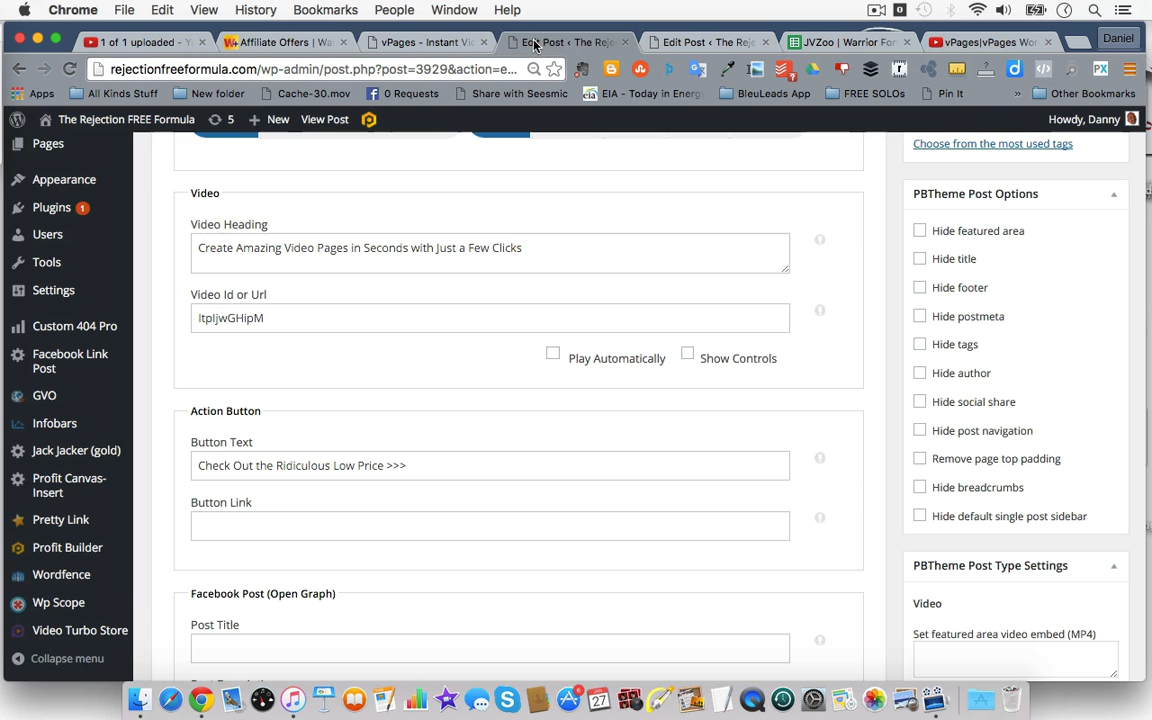 Chrome File Edit View History Bookmarks People Window Help
1 of 1 uploaded - Y
Affiliate Offers | Wa
vPages - Instant Vi
Edit Post ‹ The Reje
Edit Post ‹ The Reje
JVZoo | Warrior For
vPages|vPages Wor
Daniel
rejectionfreeformula.com/wp-admin/post.php?post=3929&action=e...
Apps All Kinds Stuff New folder Cache-30.mov 0 Requests Share with Seesmic EIA - Today in Energ BleuLeads App FREE SOLOs Pin It » Other Bookmarks
The Rejection FREE Formula 5 New View Post Howdy, Danny
Pages
Appearance
Plugins 1
Users
Tools
Settings
Custom 404 Pro
Facebook Link
Post
GVO
Infobars
Jack Jacker (gold)
Profit Canvas-
Insert
Pretty Link
Profit Builder
Wordfence
Wp Scope
Video Turbo Store
Collapse menu
Video
Video Heading
Create Amazing Video Pages in Seconds with Just a Few Clicks
Video Id or Url
ItpIjwGHipM
Play Automatically Show Controls
Action Button
Button Text
Check Out the Ridiculous Low Price >>>
Button Link
Facebook Post (Open Graph)
Post Title
Choose from the most used tags
PBTheme Post Options
Hide featured area
Hide title
Hide footer
Hide postmeta
Hide tags
Hide author
Hide social share
Hide post navigation
Remove page top padding
Hide breadcrumbs
Hide default single post sidebar
PBTheme Post Type Settings
Video
Set featured area video embed (MP4)